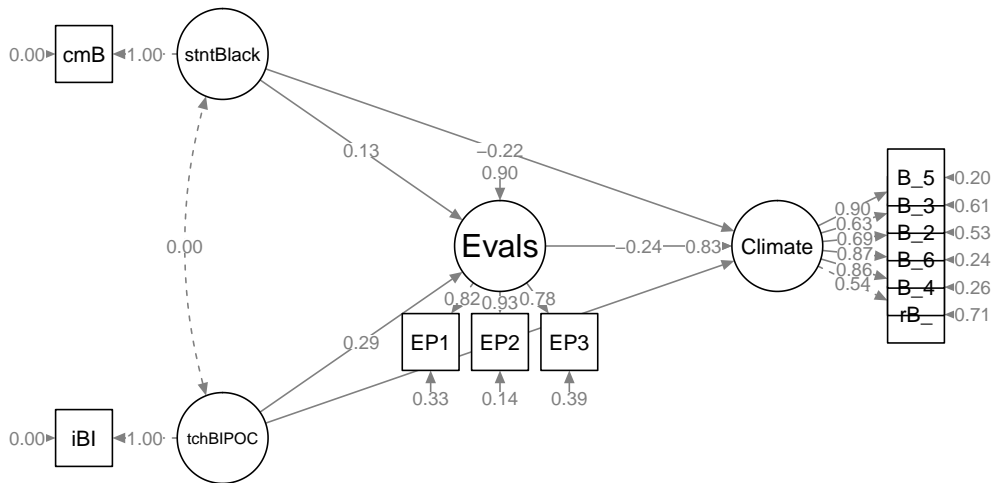 0.00
cmB
1.00
stntBlack
0.13
−0.22
0.90
0.00
Evals
−0.24
0.83
Climate
0.90
0.63
0.69
0.87
0.86
0.54
B_5
B_3
B_2
B_6
B_4
rB_
0.20
0.61
0.53
0.24
0.26
0.71
0.82
0.93
0.78
0.29
EP1
EP2
EP3
0.33
0.14
0.39
0.00
iBI
1.00
tchBIPOC